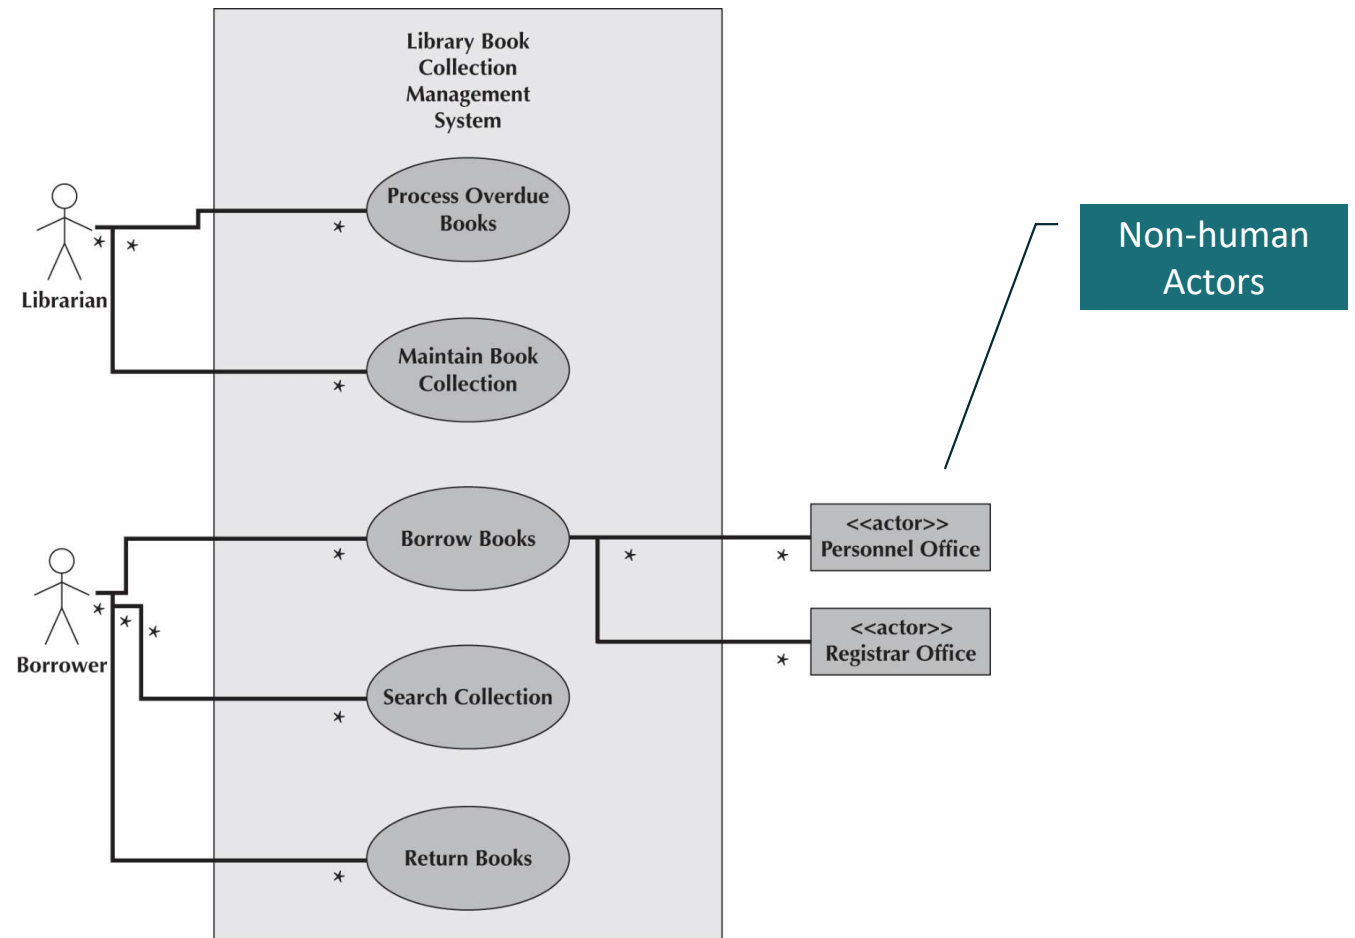 Library Book
Collection
Management
System
Process Overdue
Books
*
*
*
Librarian
Maintain Book
Collection
*
Non-human
Actors
Borrow Books
*
*
*
<<actor>>
Personnel Office
*
*
*
Borrower
<<actor>>
Registrar Office
*
Search Collection
*
Return Books
*